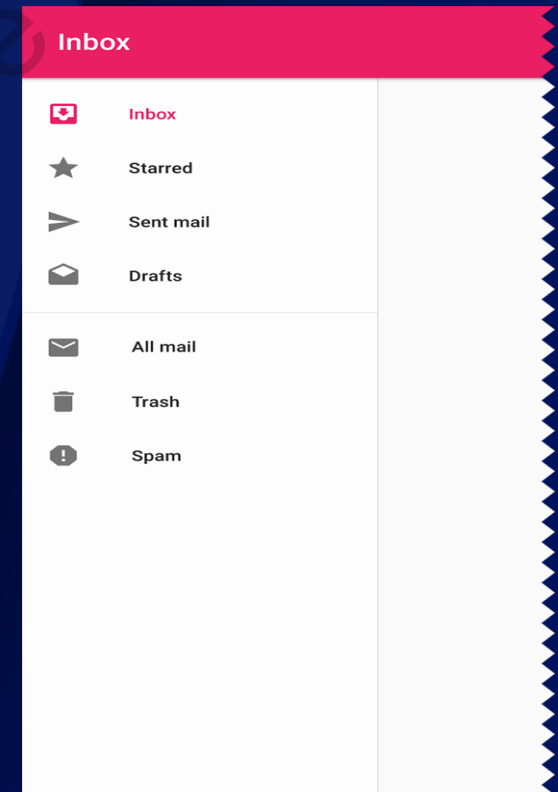 Inbox
Inbox
Starred
Sent mail
Drafts
All mail
Trash
Spam